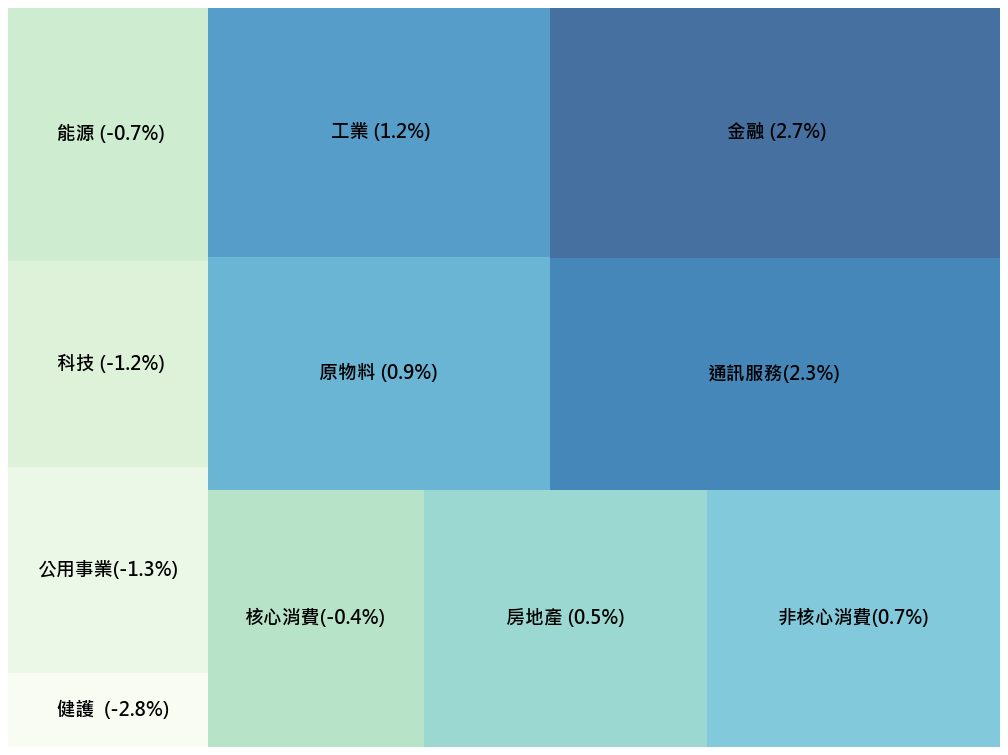 能源 (-0.7%)
工業 (1.2%)
金融 (2.7%)
科技 (-1.2%)
原物料 (0.9%)
通訊服務(2.3%)
公用事業(-1.3%)
核心消費(-0.4%)
房地產 (0.5%)
非核心消費(0.7%)
健護  (-2.8%)